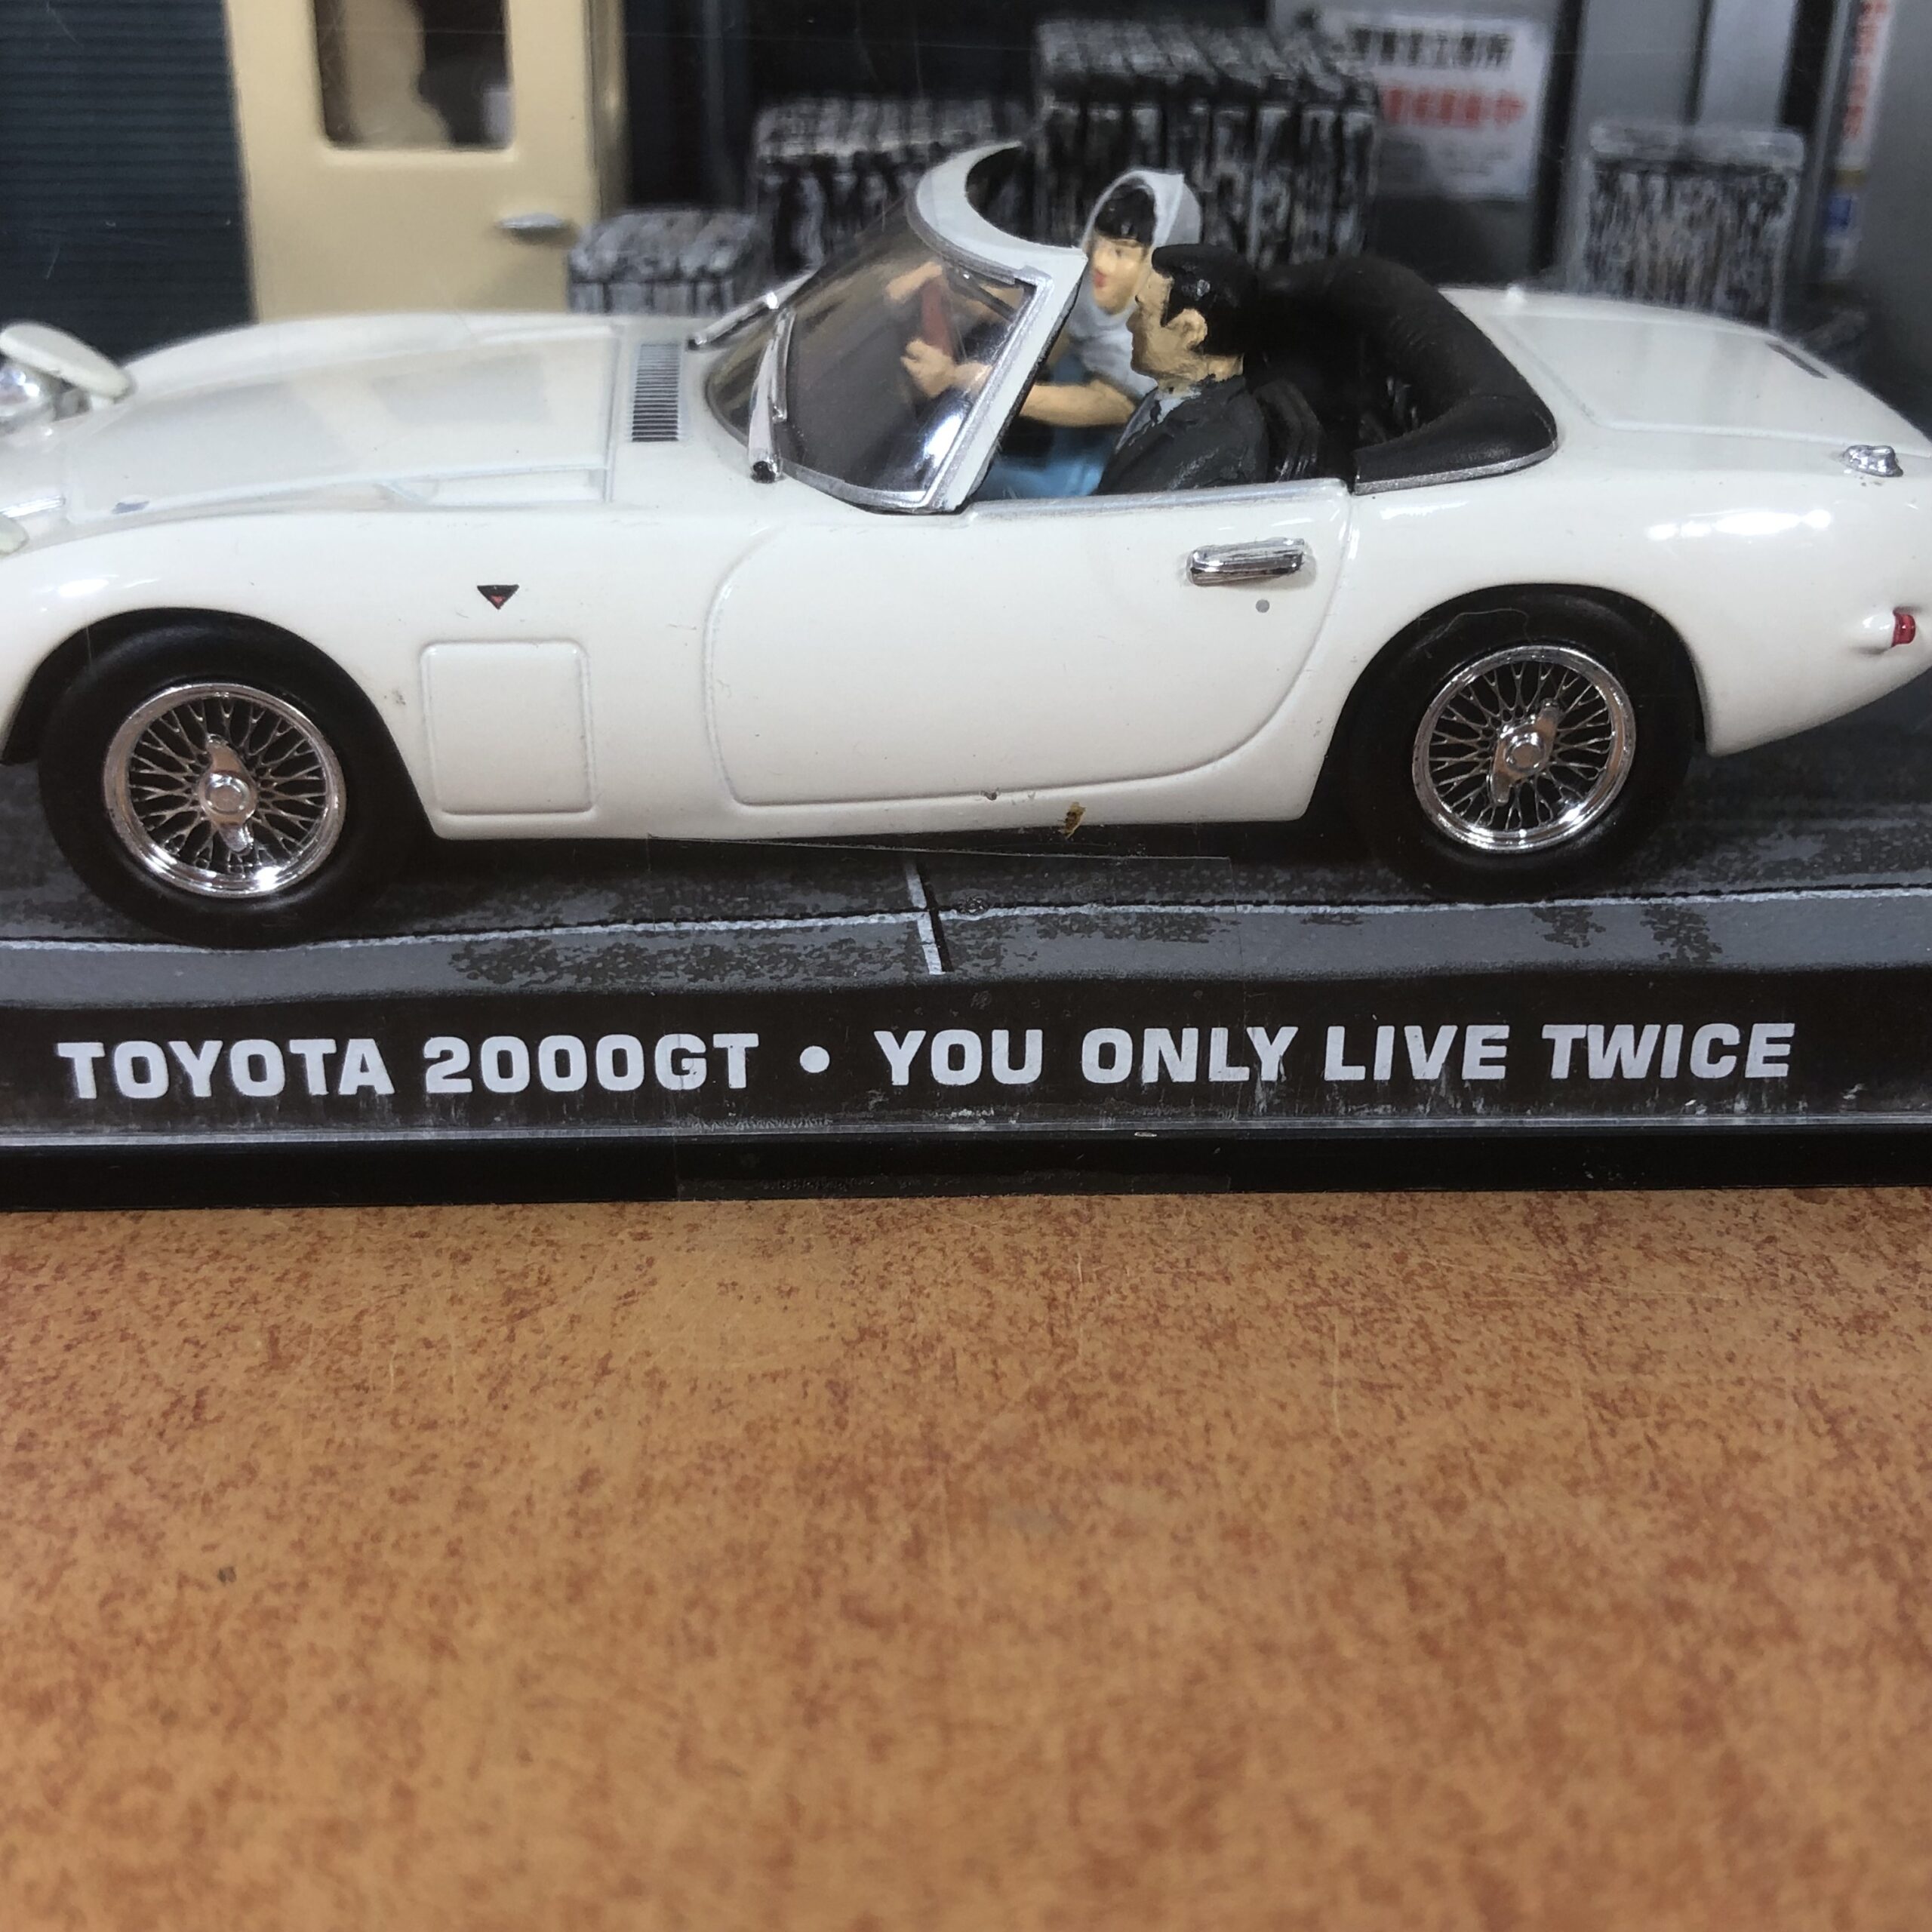 TOYOTA 2000GT • YOU ONLY LIVE TWICE